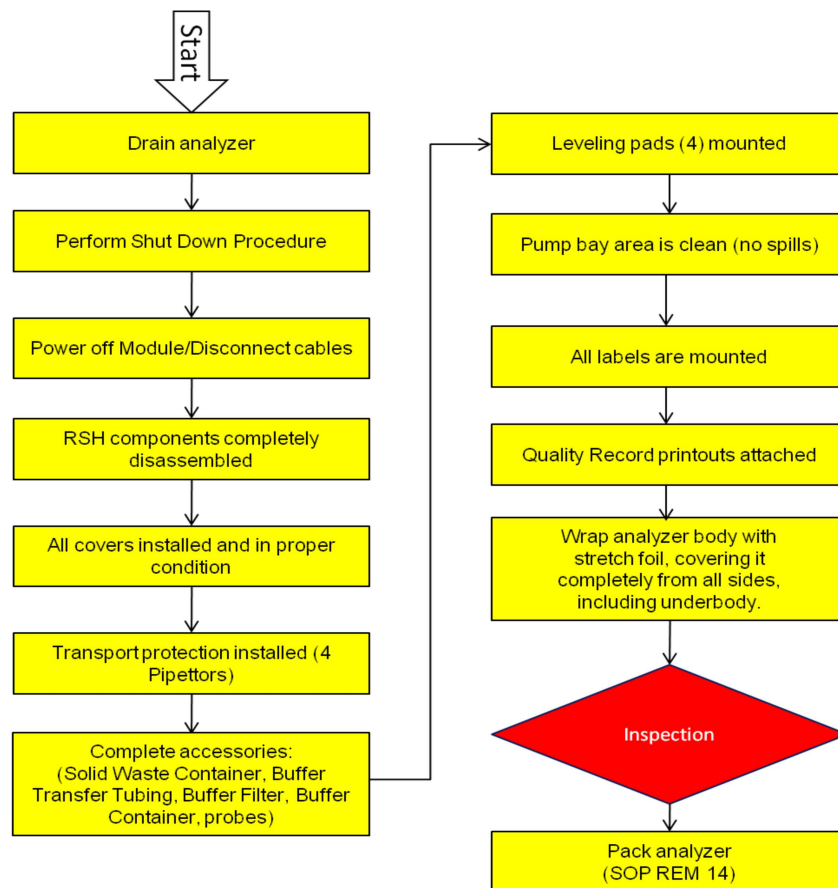 Start
Drain analyzer
Perform Shut Down Procedure
Power off Module/Disconnect cables
RSH components completely
disassembled
All covers installed and in proper
condition
Transport protection installed (4
Pipettors)
Complete accessories:
(Solid Waste Container, Buffer
Transfer Tubing, Buffer Filter, Buffer
Container, probes)
Leveling pads (4) mounted
Pump bay area is clean (no spills)
All labels are mounted
Quality Record printouts attached
Wrap analyzer body with
stretch foil, covering it
completely from all sides,
including underbody.
Inspection
Pack analyzer
(SOP REM 14)